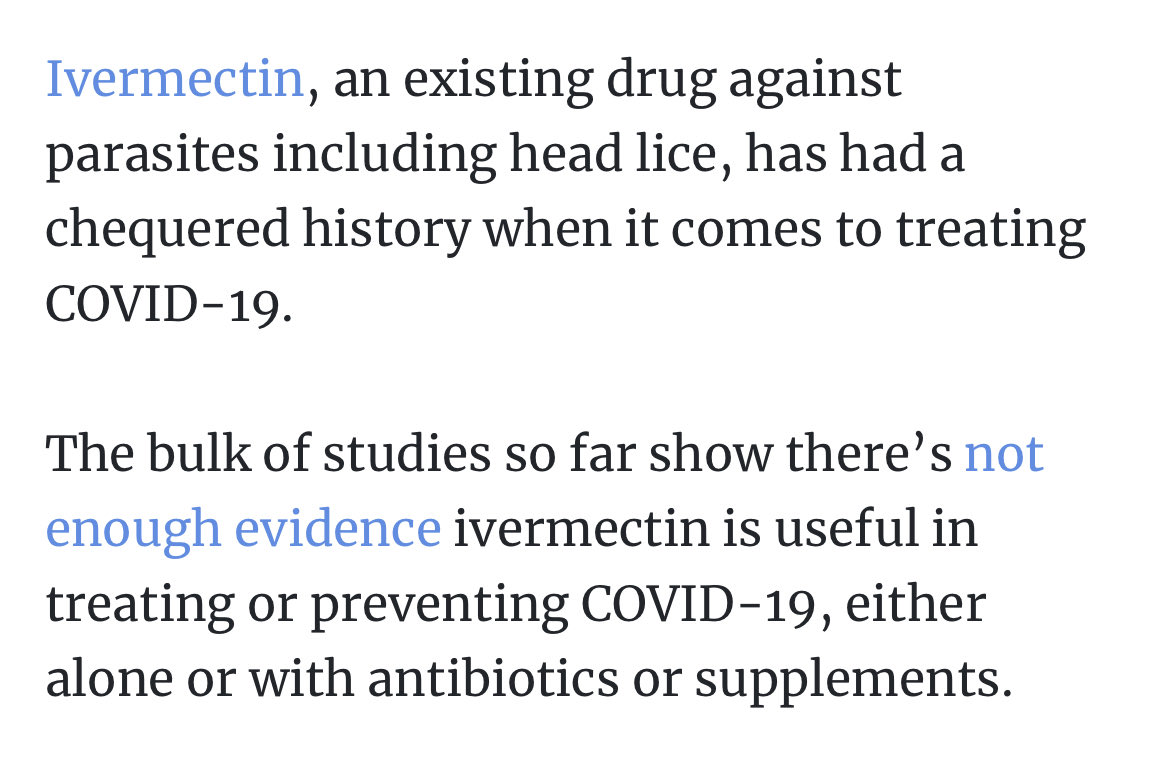 Ivermectin, an existing drug against
parasites including head lice, has had a
chequered history when it comes to treating
COVID-19.
The bulk of studies so far show there’s not
enough evidence ivermectin is useful in
treating or preventing COVID-19, either
alone or with antibiotics or supplements.